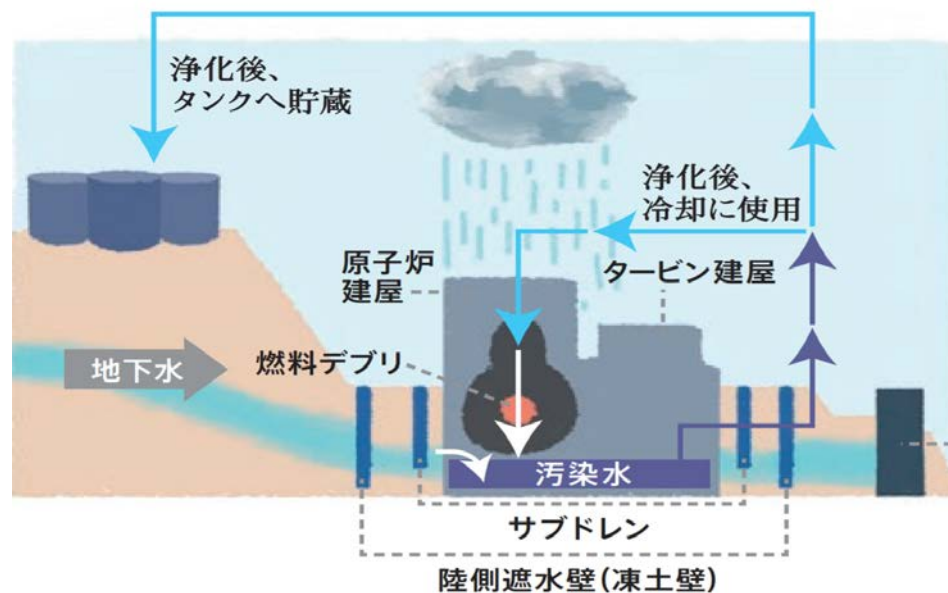 浄化後、
タンクへ貯蔵
浄化後、
冷却に使用
原子炉
建屋
タービン建屋
燃料デブリ
地下水
汚染水
サブドレン
陸側遮水壁(凍土壁)